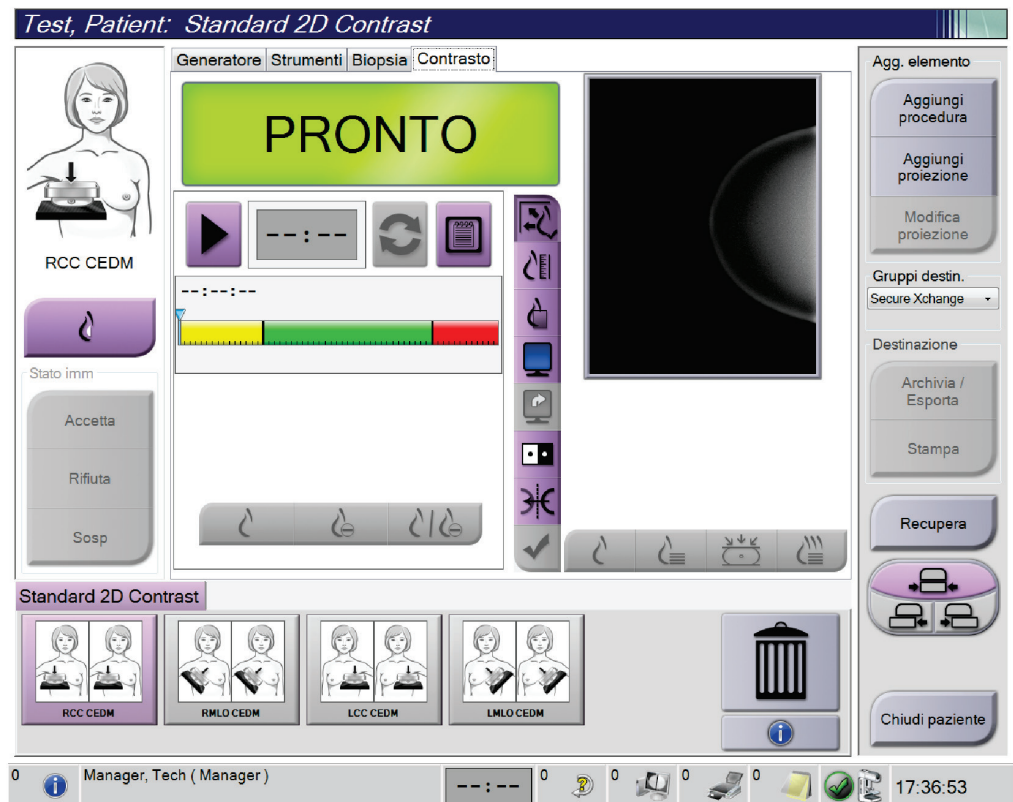 Test, Patient: Standard 2D Contrast
Generatore Strumenti Biopsia Contrasto
PRONTO
--:--
--:--:--
RCC CEDM
Stato imm
Accetta
Rifiuta
Sosp
Agg. elemento
Aggiungi
procedura
Aggiungi
proiezione
Modifica
proiezione
Gruppi destin.
Secure Xchange
Destinazione
Archivia /
Esporta
Stampa
Recupera
Chiudi paziente
Standard 2D Contrast
RCC CEDM
RMLO CEDM
LCC CEDM
LMLO CEDM
0 Manager, Tech ( Manager ) --:-- 0 0 0 0 17:36:53